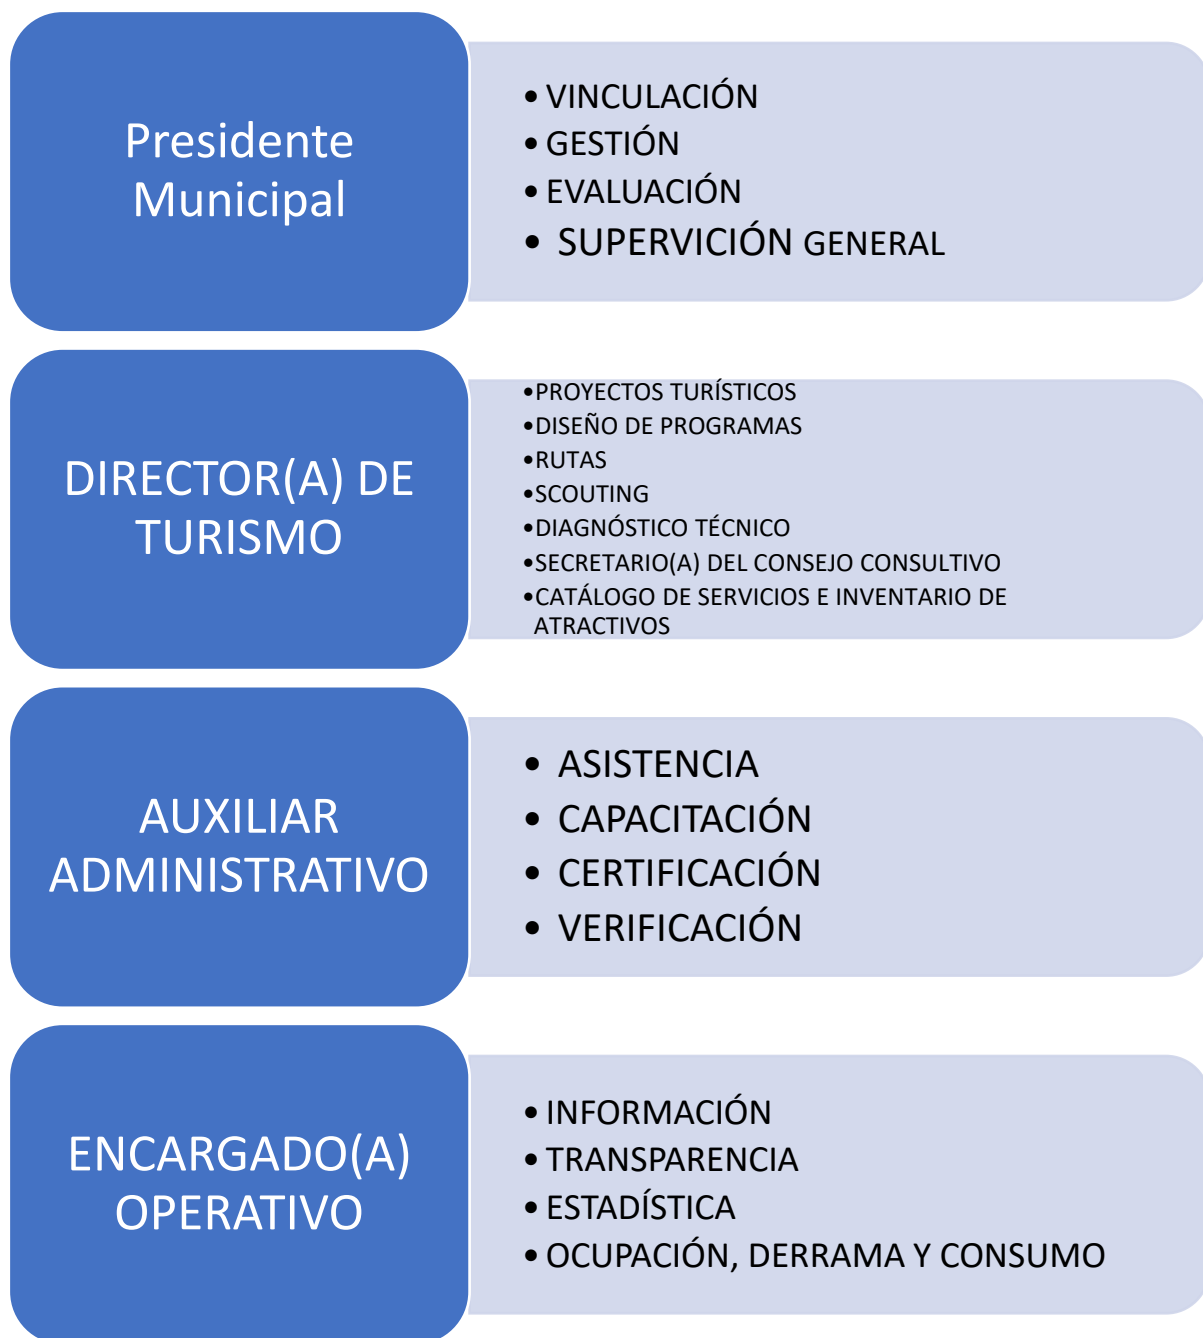 Presidente
Municipal
•VINCULACIÓN
•GESTIÓN
•EVALUACIÓN
• SUPERVICIÓN GENERAL
DIRECTOR(A) DE
TURISMO
•PROYECTOS TURÍSTICOS
•DISEÑO DE PROGRAMAS
•RUTAS
•SCOUTING
•DIAGNÓSTICO TÉCNICO
•SECRETARIO(A) DEL CONSEJO CONSULTIVO
•CATÁLOGO DE SERVICIOS E INVENTARIO DE
ATRACTIVOS
AUXILIAR
ADMINISTRATIVO
• ASISTENCIA
• CAPACITACIÓN
• CERTIFICACIÓN
• VERIFICACIÓN
ENCARGADO(A)
OPERATIVO
•INFORMACIÓN
•TRANSPARENCIA
•ESTADÍSTICA
•OCUPACIÓN, DERRAMA Y CONSUMO